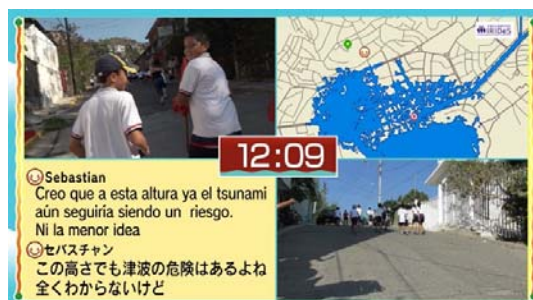 IRIDeS
12:09
Sebastian
Creo que a esta altura ya el tsunami
aún seguiría siendo un riesgo.
Ni la menor idea
セバスチャン
この高さでも津波の危険はあるよね
全くわからないけど